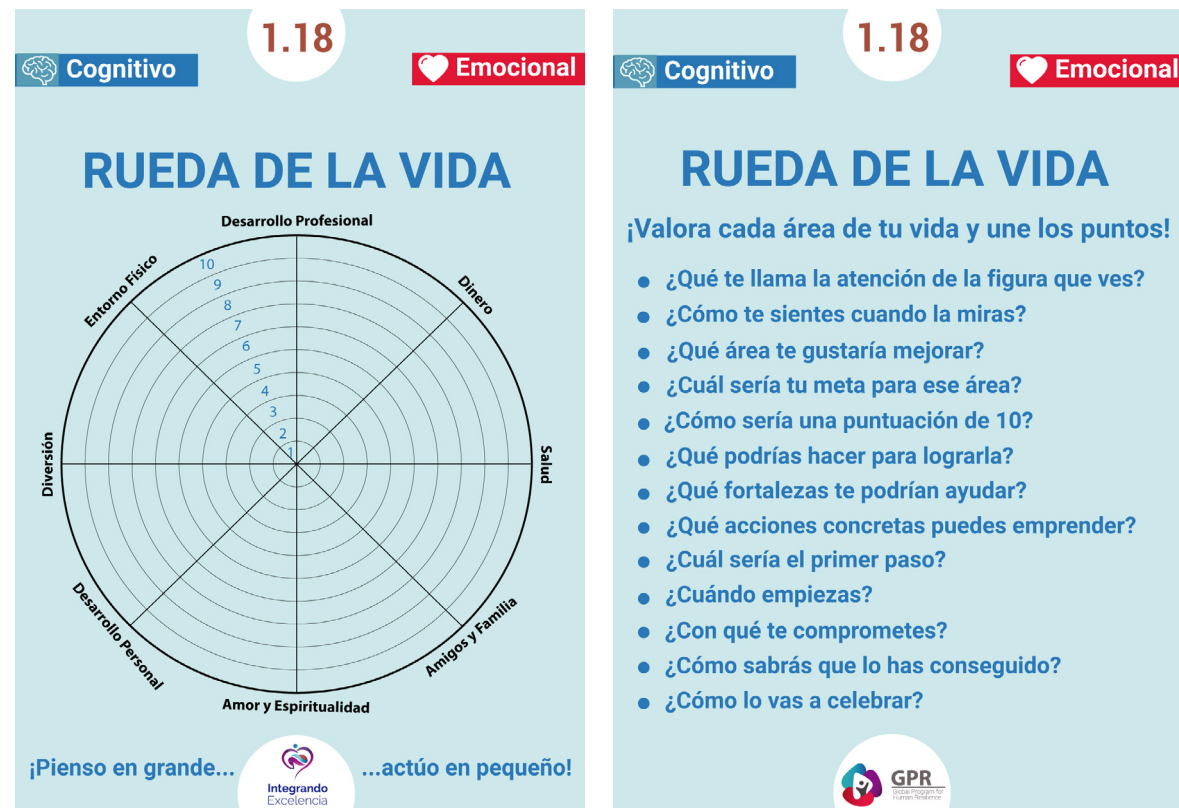 1.18
Cognitivo
Emocional
RUEDA DE LA VIDA
Desarrollo Profesional
Entorno Físico
Dinero
10
9
8
7
6
5
4
3
2
1
Diversión
Salud
Desarrollo Personal
Amigos y Familia
Amor y Espiritualidad
¡Pienso en grande...
...actúo en pequeño!
Integrando
Excelencia
1.18
Cognitivo
Emocional
RUEDA DE LA VIDA
¡Valora cada área de tu vida y une los puntos!
• ¿Qué te llama la atención de la figura que ves?
• ¿Cómo te sientes cuando la miras?
• ¿Qué área te gustaría mejorar?
• ¿Cuál sería tu meta para ese área?
• ¿Cómo sería una puntuación de 10?
• ¿Qué podrías hacer para lograrla?
• ¿Qué fortalezas te podrían ayudar?
• ¿Qué acciones concretas puedes emprender?
• ¿Cuál sería el primer paso?
• ¿Cuándo empiezas?
• ¿Con qué te comprometes?
• ¿Cómo sabrás que lo has conseguido?
• ¿Cómo lo vas a celebrar?
GPR
Global Program for
Human Resilience